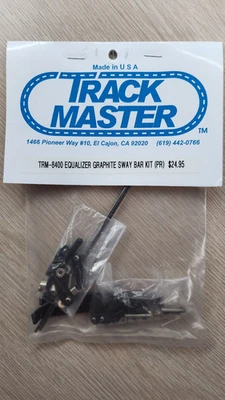 Made in U S A
TRACK
MASTER
TM
1466 Pioneer Way #10, El Cajon, CA 92020 (619) 442-0766
TRM-8400 EQUALIZER GRAPHITE SWAY BAR KIT (PR) $24.95